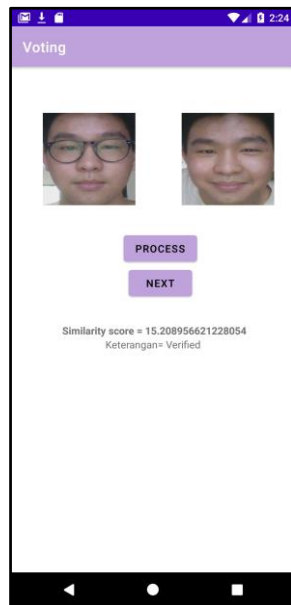 2:24
Voting
PROCESS
NEXT
Similarity score = 15.208956621228054
Keterangan= Verified